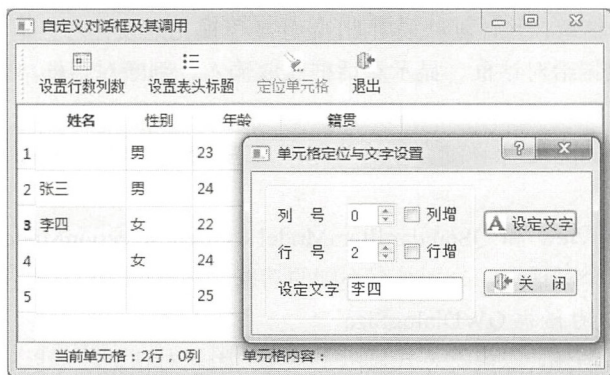 自定义对话框及其调用
设置行数列数 设置表头标题 定位单元格 退出
姓名 性别 年龄 籍贯
1 男 23
2 张三 男 24
3 李四 女 22
4 女 24
5 25
单元格定位与文字设置
列 号 0 列增
A 设定文字
行 号 2 行增
设定文字 李四
关 闭
当前单元格：2行，0列 单元格内容：